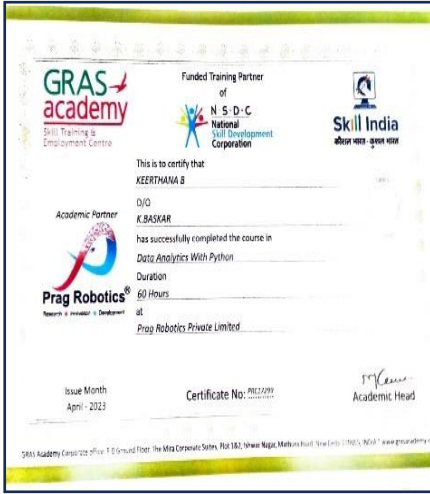 GRAS
academy
Skill Training &
Employment Centre
Funded Training Partner
of
N·S·D·C
National
Skill Development
Corporation
Skill India
कौशल भारत - कुशल भारत
This is to certify that
KEERTHANA B
D/O
K.BASKAR
Academic Partner
has successfully completed the course in
Data Analytics With Python
Duration
60 Hours
Prag Robotics®
Research Innovation Development
at
Prag Robotics Private Limited
Issue Month
April - 2023
Certificate No:
Academic Head
GRAS Academy Corporate office: Ground Floor, The Mira Corporate Suites, Plot 1&2, Ishwar Nagar, Mathura Road, New Delhi